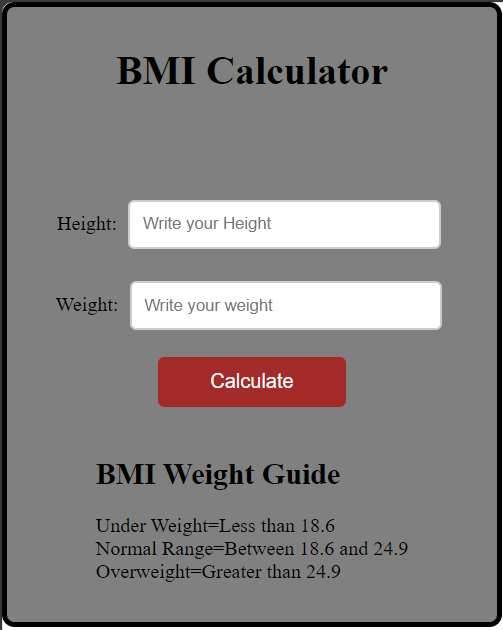 BMI Calculator
Height: Write your Height
Weight: Write your weight
Calculate
BMI Weight Guide
Under Weight=Less than 18.6
Normal Range=Between 18.6 and 24.9
Overweight=Greater than 24.9